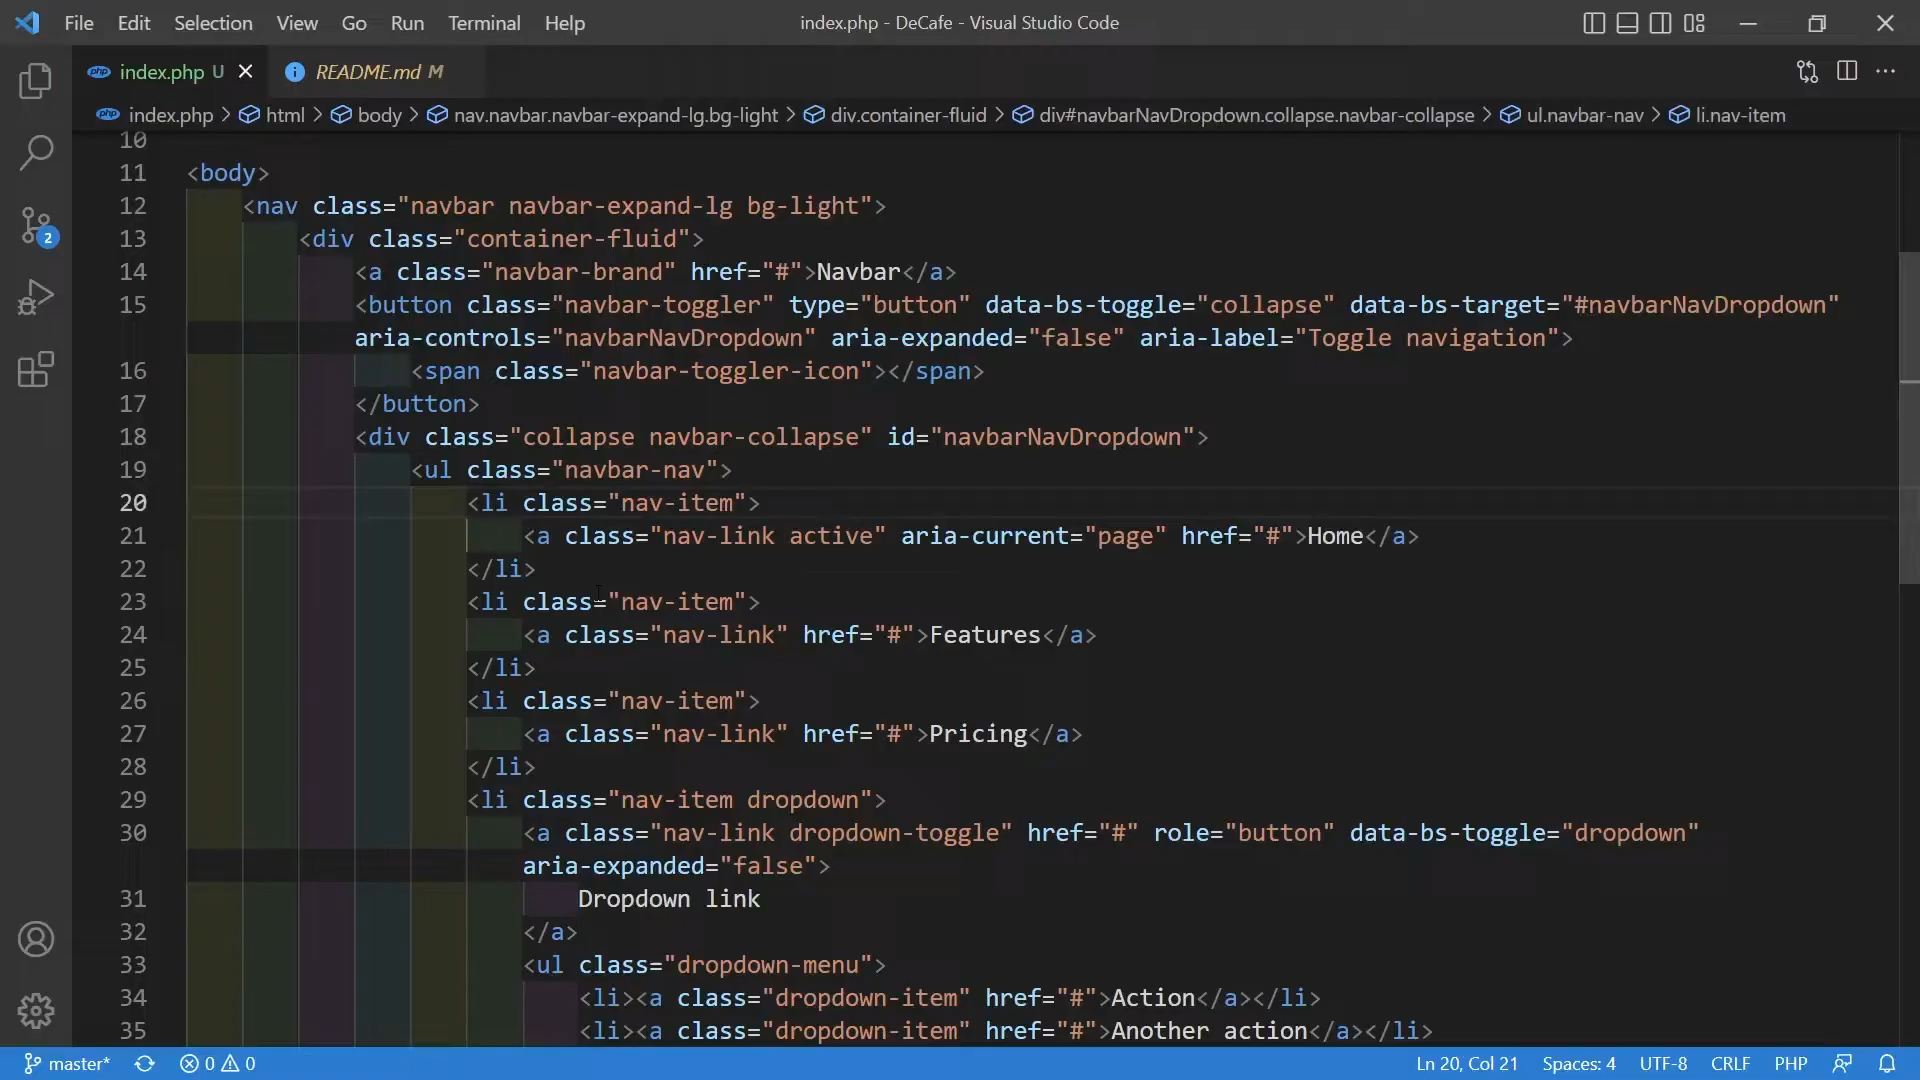 File Edit Selection View Go Run Terminal Help index.php - DeCafe - Visual Studio Code
php index.php U README.md M
php index.php > html > body > nav.navbar.navbar-expand-lg.bg-light > div.container-fluid > div#navbarNavDropdown.collapse.navbar-collapse > ul.navbar-nav > li.nav-item
10
11 <body>
12 <nav class="navbar navbar-expand-lg bg-light">
13 <div class="container-fluid">
14 <a class="navbar-brand" href="#">Navbar</a>
15 <button class="navbar-toggler" type="button" data-bs-toggle="collapse" data-bs-target="#navbarNavDropdown"
aria-controls="navbarNavDropdown" aria-expanded="false" aria-label="Toggle navigation">
16 <span class="navbar-toggler-icon"></span>
17 </button>
18 <div class="collapse navbar-collapse" id="navbarNavDropdown">
19 <ul class="navbar-nav">
20 <li class="nav-item">
21 <a class="nav-link active" aria-current="page" href="#">Home</a>
22 </li>
23 <li class="nav-item">
24 <a class="nav-link" href="#">Features</a>
25 </li>
26 <li class="nav-item">
27 <a class="nav-link" href="#">Pricing</a>
28 </li>
29 <li class="nav-item dropdown">
30 <a class="nav-link dropdown-toggle" href="#" role="button" data-bs-toggle="dropdown"
aria-expanded="false">
31 Dropdown link
32 </a>
33 <ul class="dropdown-menu">
34 <li><a class="dropdown-item" href="#">Action</a></li>
35 <li><a class="dropdown-item" href="#">Another action</a></li>
2
master* 0 0 Ln 20, Col 21 Spaces: 4 UTF-8 CRLF PHP